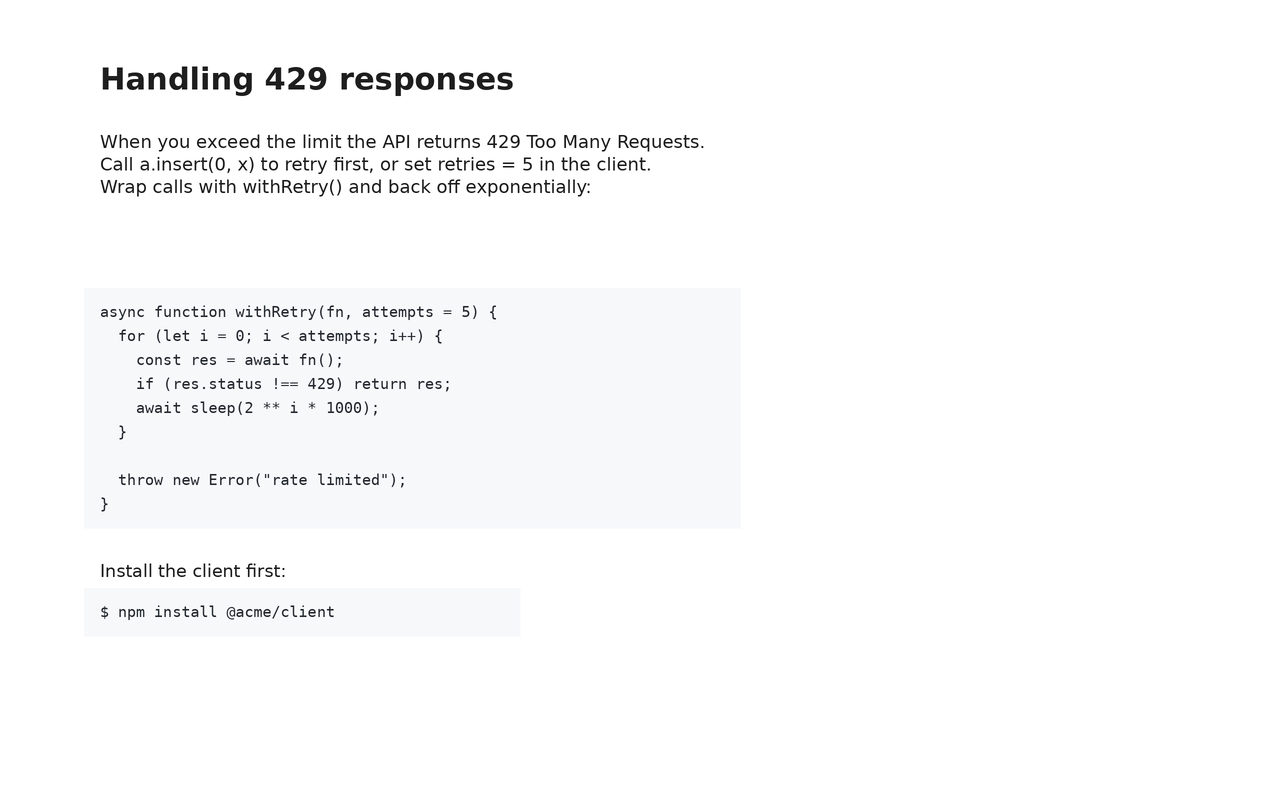 Handling 429 responses
When you exceed the limit the API returns 429 Too Many Requests.
Call a.insert(0, x) to retry first, or set retries = 5 in the client.
Wrap calls with withRetry() and back off exponentially:
async function withRetry(fn, attempts = 5) {
  for (let i = 0; i < attempts; i++) {
    const res = await fn();
    if (res.status !== 429) return res;
    await sleep(2 ** i * 1000);
  }

  throw new Error("rate limited");
}
Install the client first:
$ npm install @acme/client